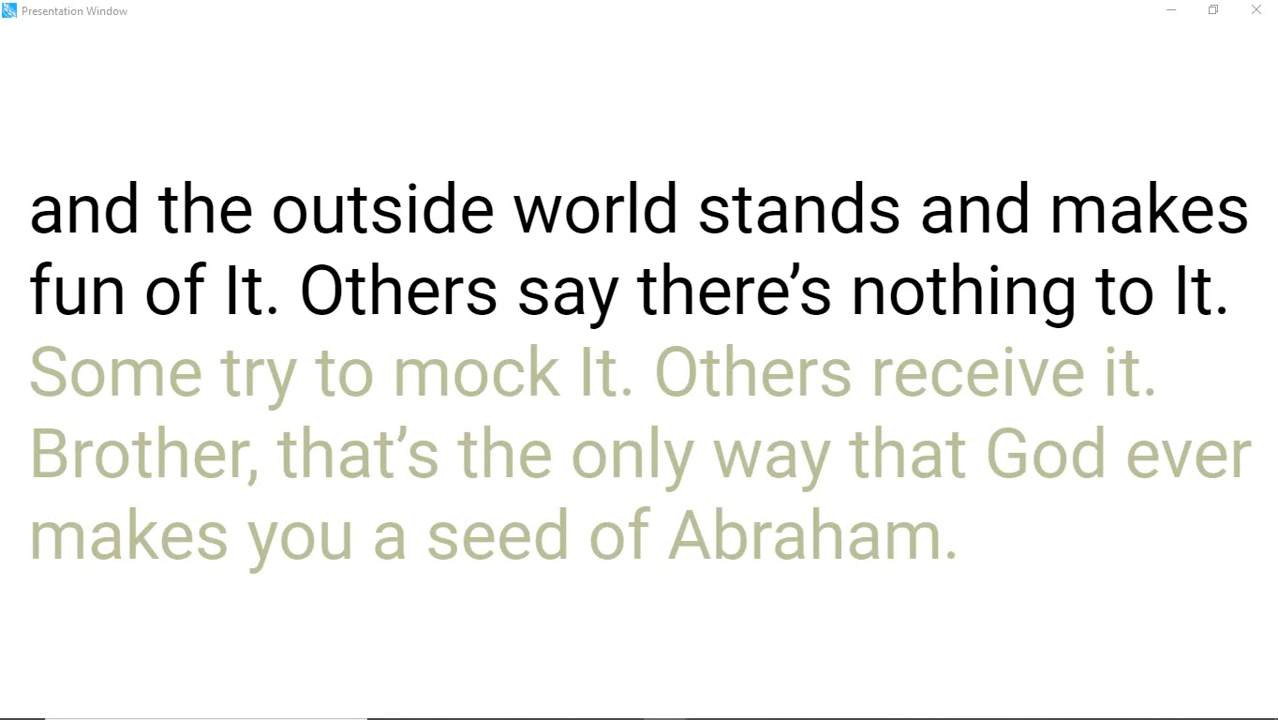 Presentation Window
and the outside world stands and makes
fun of It. Others say there’s nothing to It.
Some try to mock It. Others receive it.
Brother, that’s the only way that God ever
makes you a seed of Abraham.